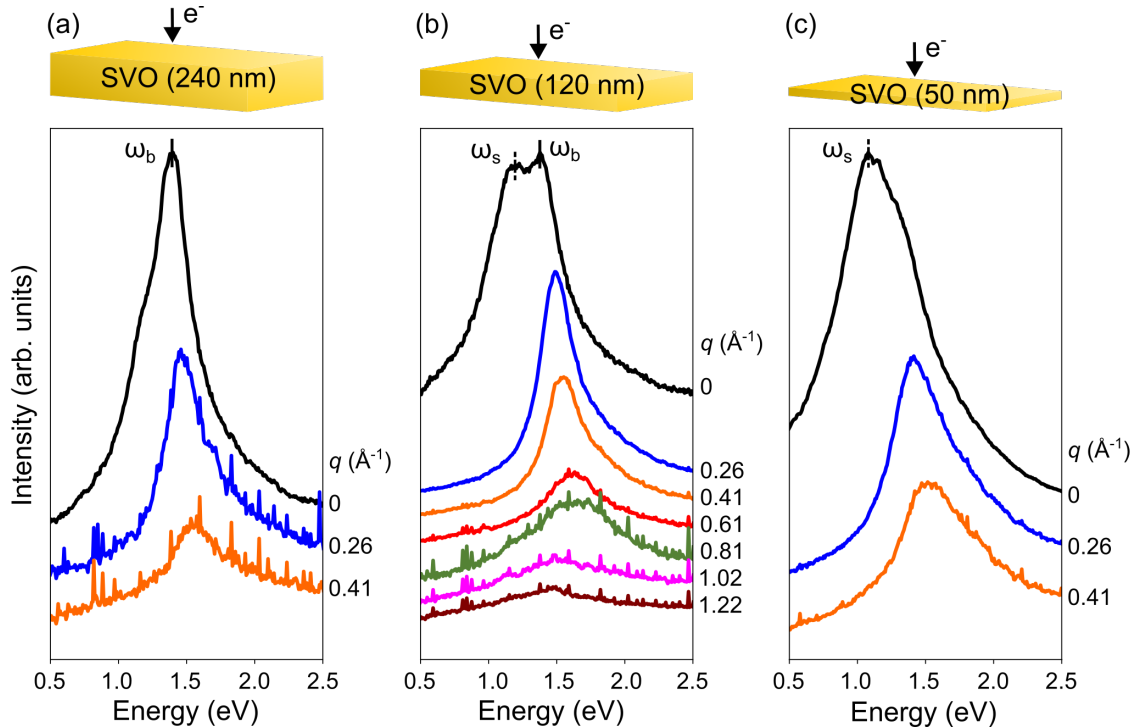 (a)
e-
SVO (240 nm)
ωb
Intensity (arb. units)
q (Å-1)
0
0.26
0.41
0.5 1.0 1.5 2.0 2.5
Energy (eV)
(b)
e-
SVO (120 nm)
ωs ωb
q (Å-1)
0
0.26
0.41
0.61
0.81
1.02
1.22
0.5 1.0 1.5 2.0 2.5
Energy (eV)
(c)
e-
SVO (50 nm)
ωs
q (Å-1)
0
0.26
0.41
0.5 1.0 1.5 2.0 2.5
Energy (eV)